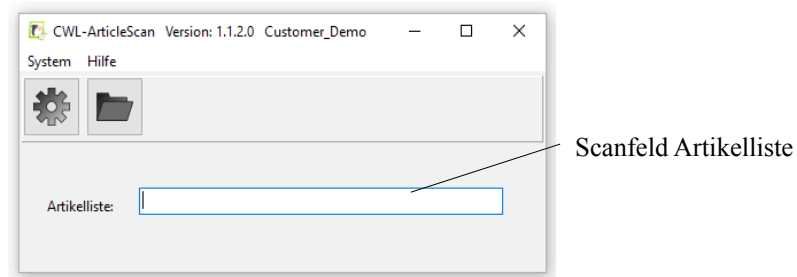 CWL-ArticleScan Version: 1.1.2.0 Customer_Demo
System Hilfe
Scanfeld Artikelliste
Artikelliste: